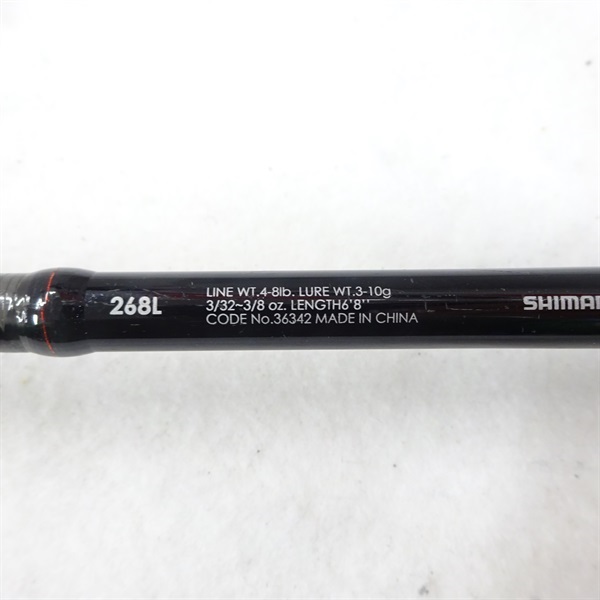 268L
LINE WT.4-8lb. LURE WT.3-10g
3/32~3/8 oz. LENGTH6'8''
CODE No.36342 MADE IN CHINA